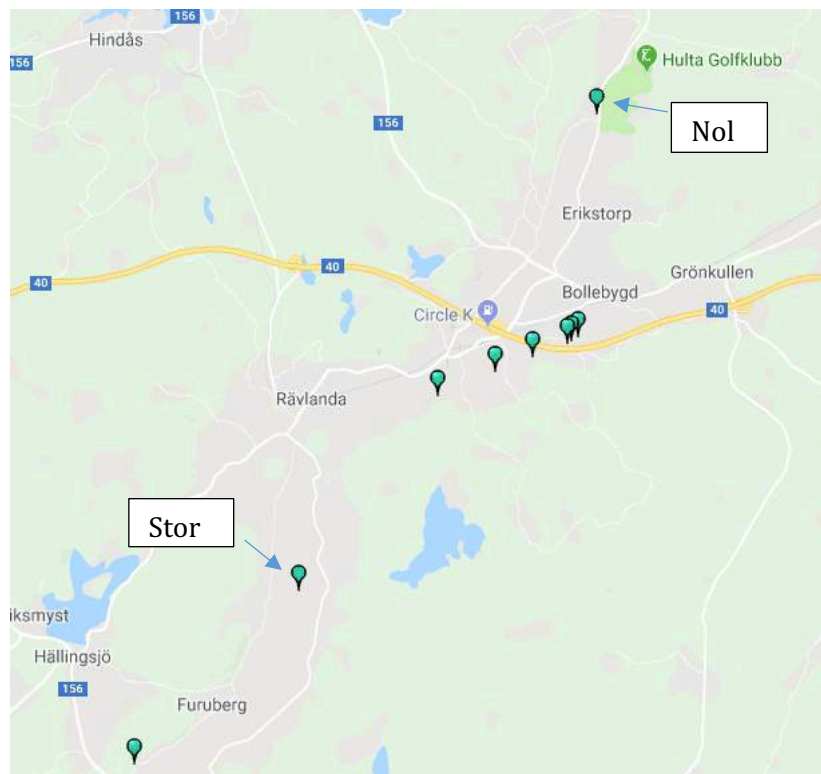 156
Hindås
156
Hulta Golfklubb
Nol
156
Erikstorp
40
40
Grönkullen
Bollebygd
40
Circle K
Rävlanda
Stor
iksmyst
Hällingsjö
156
Furuberg